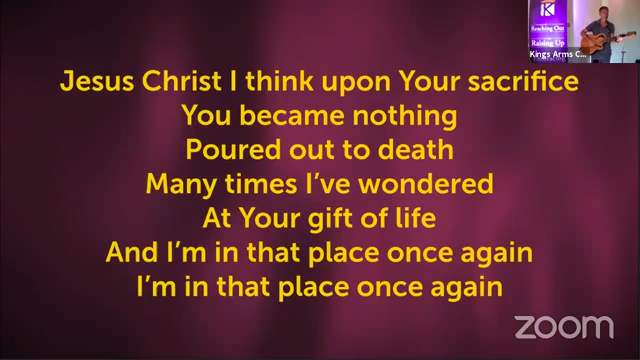 Jesus Christ I think upon Your sacrifice
You became nothing
Poured out to death
Many times I've wondered
At Your gift of life
And I'm in that place once again
I'm in that place once again
K
Reaching Out
Raising Up
Kings Arms C...
zoom